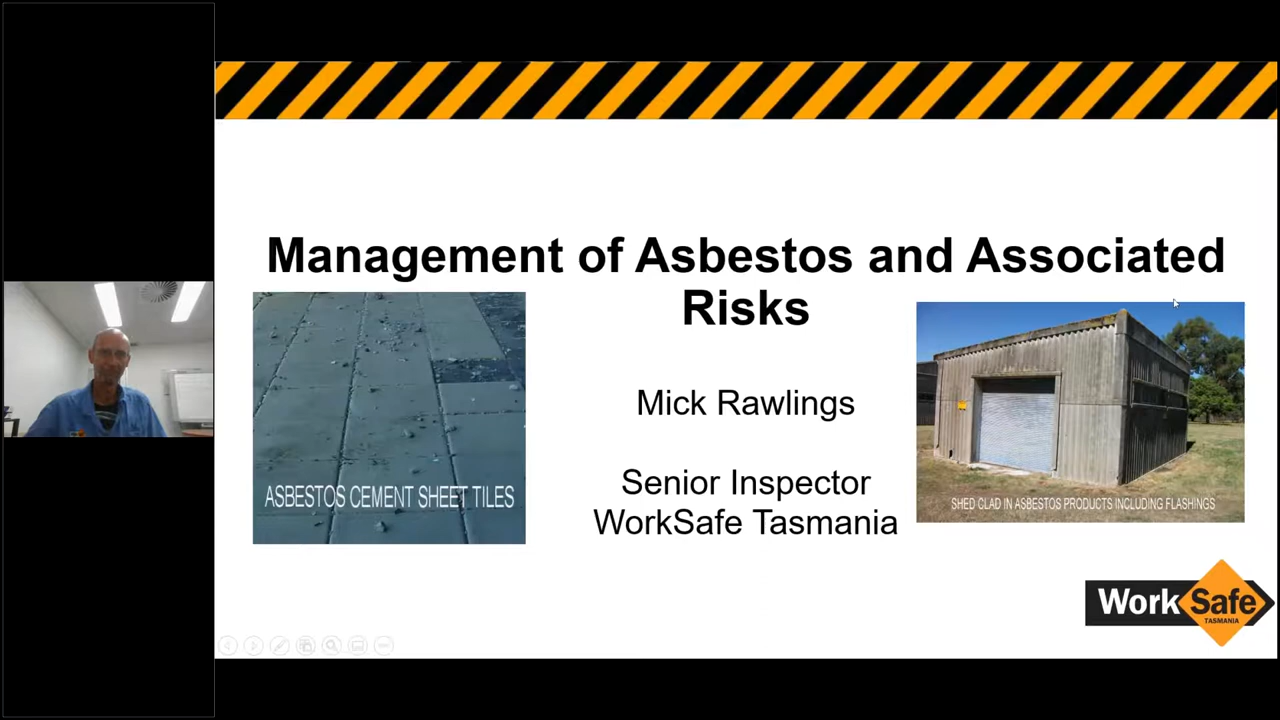 Management of Asbestos and Associated
Risks
Mick Rawlings
Senior Inspector
WorkSafe Tasmania
ASBESTOS CEMENT SHEET TILES
SHED CLAD IN ASBESTOS PRODUCTS INCLUDING FLASHINGS
Work Safe
TASMANIA